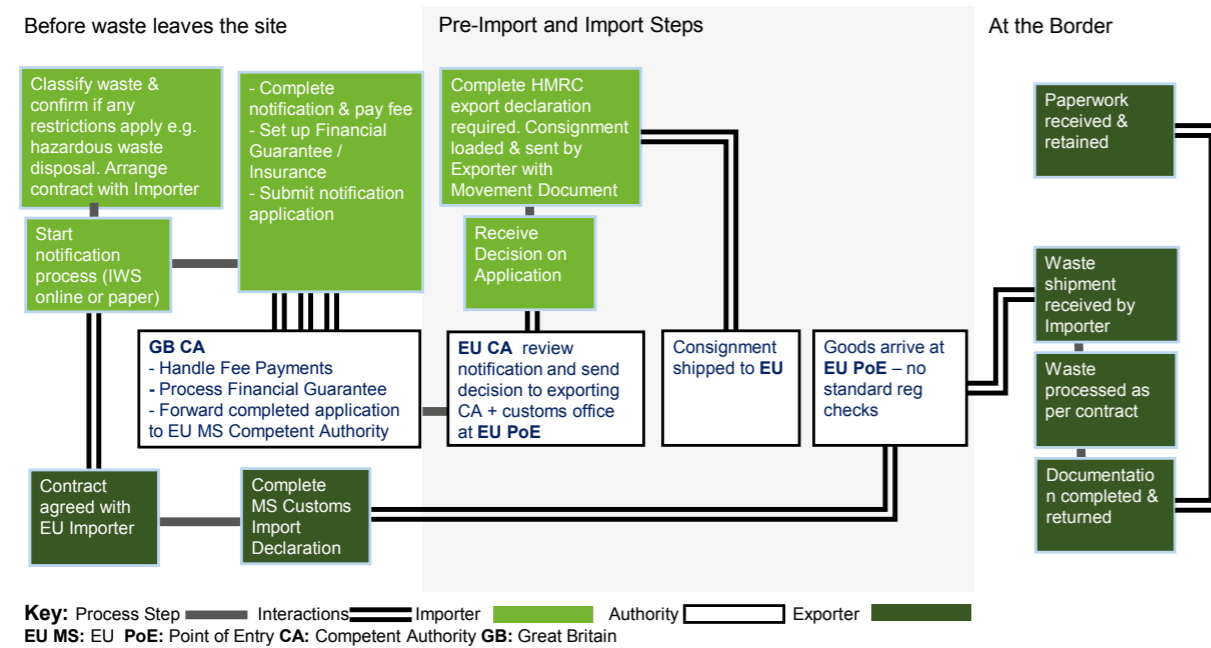 Before waste leaves the site
Pre-Import and Import Steps
At the Border
Classify waste &
confirm if any
restrictions apply e.g.
hazardous waste
disposal. Arrange
contract with Importer
- Complete
notification & pay fee
- Set up Financial
Guarantee /
Insurance
- Submit notification
application
Complete HMRC
export declaration
required. Consignment
loaded & sent by
Exporter with
Movement Document
Paperwork
received &
retained
Start
notification
process (IWS
online or paper)
Receive
Decision on
Application
Waste
shipment
received by
Importer
GB CA
- Handle Fee Payments
- Process Financial Guarantee
- Forward completed application
to EU MS Competent Authority
EU CA review
notification and send
decision to exporting
CA + customs office
at EU PoE
Consignment
shipped to EU
Goods arrive at
EU PoE – no
standard reg
checks
Waste
processed as
per contract
Contract
agreed with
EU Importer
Complete
MS Customs
Import
Declaration
Documentatio
n completed &
returned
Key: Process Step Interactions Importer Authority Exporter
EU MS: EU PoE: Point of Entry CA: Competent Authority GB: Great Britain